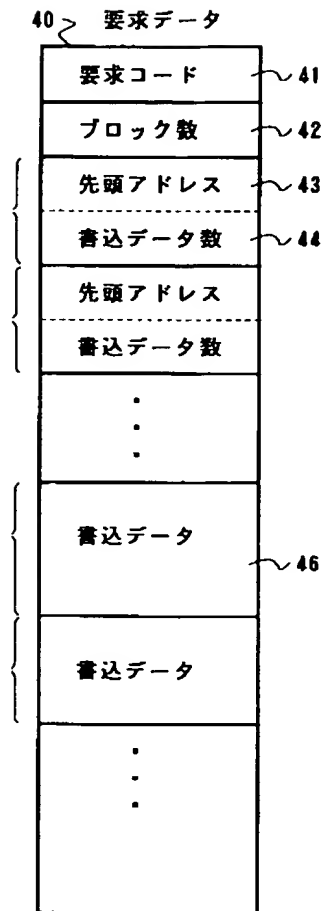 40 要求データ
要求コード 41
ブロック数 42
先頭アドレス 43
書込データ数 44
先頭アドレス
書込データ数
書込データ 46
書込データ